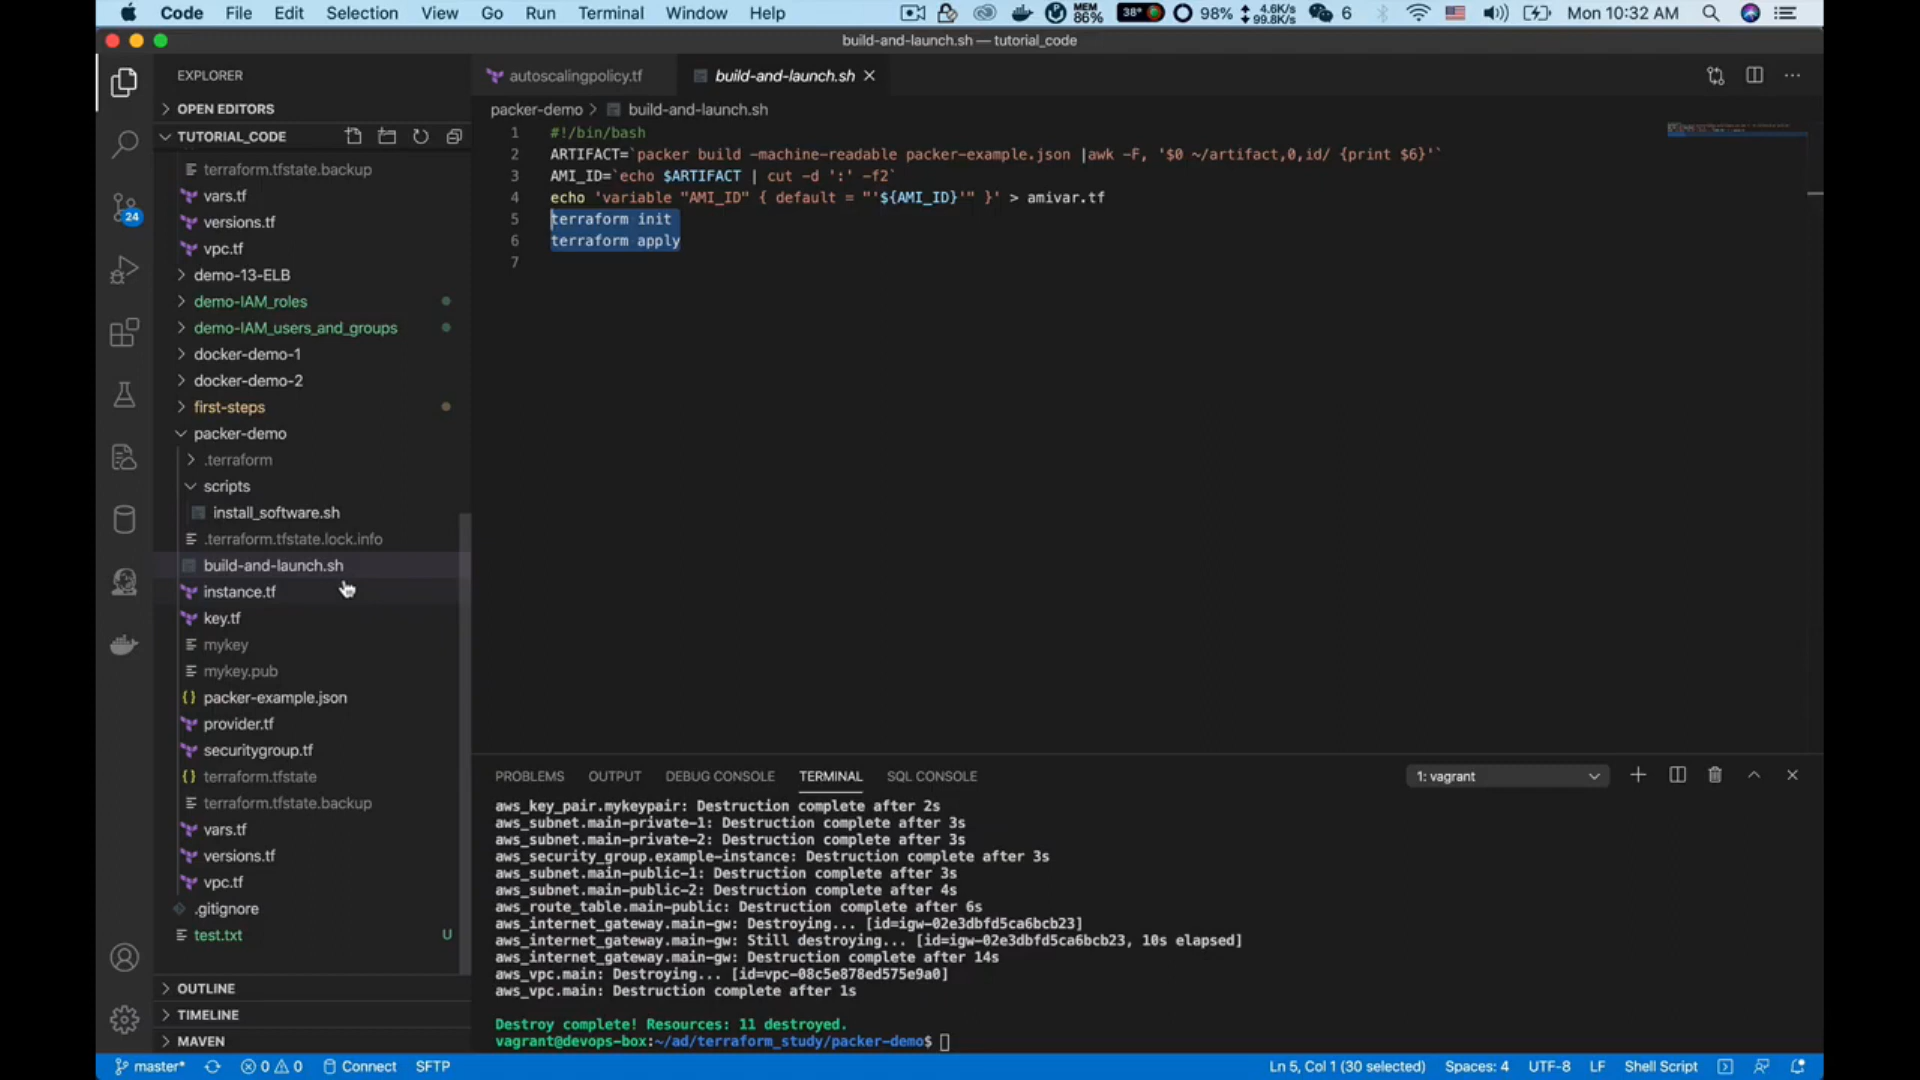 Code File Edit Selection View Go Run Terminal Window Help MEM 86% 38° 98% 4.6K/s 99.8K/s 6 Mon 10:32 AM
build-and-launch.sh — tutorial_code
EXPLORER
OPEN EDITORS
TUTORIAL_CODE
terraform.tfstate.backup
vars.tf
versions.tf
vpc.tf
demo-13-ELB
demo-IAM_roles
demo-IAM_users_and_groups
docker-demo-1
docker-demo-2
first-steps
packer-demo
.terraform
scripts
install_software.sh
.terraform.tfstate.lock.info
build-and-launch.sh
instance.tf
key.tf
mykey
mykey.pub
packer-example.json
provider.tf
securitygroup.tf
terraform.tfstate
terraform.tfstate.backup
vars.tf
versions.tf
vpc.tf
.gitignore
test.txt U
OUTLINE
TIMELINE
MAVEN
24
autoscalingpolicy.tf build-and-launch.sh
packer-demo > build-and-launch.sh
1 #!/bin/bash
2 ARTIFACT=`packer build -machine-readable packer-example.json |awk -F, '$0 ~/artifact,0,id/ {print $6}'`
3 AMI_ID=`echo $ARTIFACT | cut -d ':' -f2`
4 echo 'variable "AMI_ID" { default = "'${AMI_ID}'" }' > amivar.tf
5 terraform init
6 terraform apply
7
PROBLEMS OUTPUT DEBUG CONSOLE TERMINAL SQL CONSOLE 1: vagrant
aws_key_pair.mykeypair: Destruction complete after 2s
aws_subnet.main-private-1: Destruction complete after 3s
aws_subnet.main-private-2: Destruction complete after 3s
aws_security_group.example-instance: Destruction complete after 3s
aws_subnet.main-public-1: Destruction complete after 3s
aws_subnet.main-public-2: Destruction complete after 4s
aws_route_table.main-public: Destruction complete after 6s
aws_internet_gateway.main-gw: Destroying... [id=igw-02e3dbfd5ca6bcb23]
aws_internet_gateway.main-gw: Still destroying... [id=igw-02e3dbfd5ca6bcb23, 10s elapsed]
aws_internet_gateway.main-gw: Destruction complete after 14s
aws_vpc.main: Destroying... [id=vpc-08c5e878ed575e9a0]
aws_vpc.main: Destruction complete after 1s
Destroy complete! Resources: 11 destroyed.
vagrant@devops-box:~/ad/terraform_study/packer-demo$
master* 0 0 Connect SFTP Ln 5, Col 1 (30 selected) Spaces: 4 UTF-8 LF Shell Script